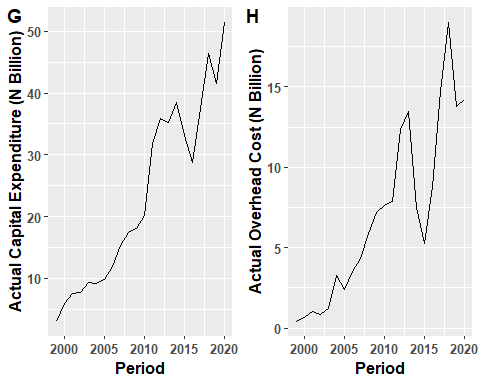 G
Actual Capital Expenditure (N Billion)
50
40
30
20
10
2000 2005 2010 2015 2020
Period
H
Actual Overhead Cost (N Billiion)
15
10
5
0
2000 2005 2010 2015 2020
Period